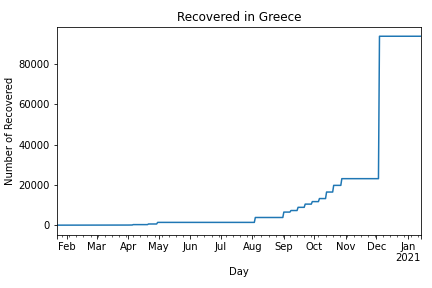 Recovered in Greece
Number of Recovered
80000
60000
40000
20000
0
Feb Mar Apr May Jun Jul Aug Sep Oct Nov Dec Jan
2021
Day